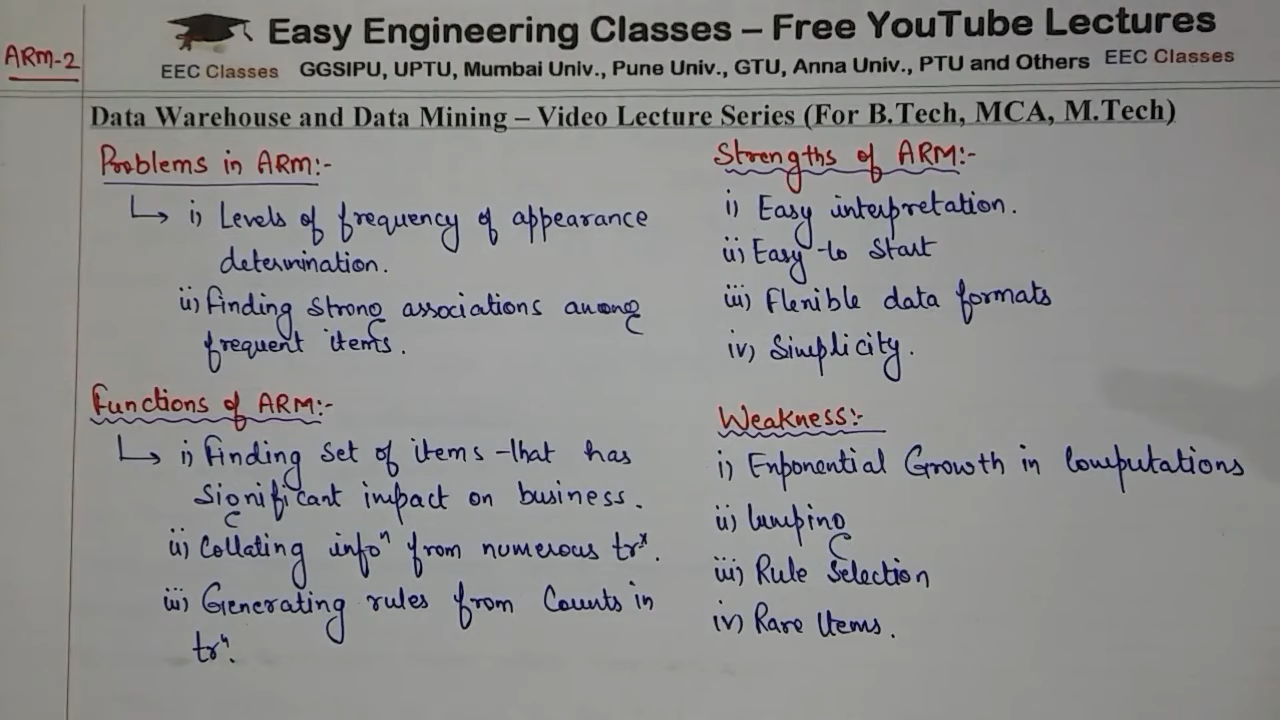 ARM-2
Easy Engineering Classes – Free YouTube Lectures
EEC Classes GGSIPU, UPTU, Mumbai Univ., Pune Univ., GTU, Anna Univ., PTU and Others EEC Classes
Data Warehouse and Data Mining – Video Lecture Series (For B.Tech, MCA, M.Tech)
Problems in ARM:-
i) Levels of frequency of appearance
determination.
ii) Finding strong associations among
frequent items.
Functions of ARM:-
i) Finding set of items that has
significant impact on business.
ii) Collating infoⁿ from numerous trˣ.
iii) Generating rules from Counts in
trⁿ.
Strengths of ARM:-
i) Easy interpretation.
ii) Easy to Start
iii) Flexible data formats
iv) Simplicity.
Weakness:-
i) Exponential Growth in Computations
ii) Lumping
iii) Rule Selection
iv) Rare Items.